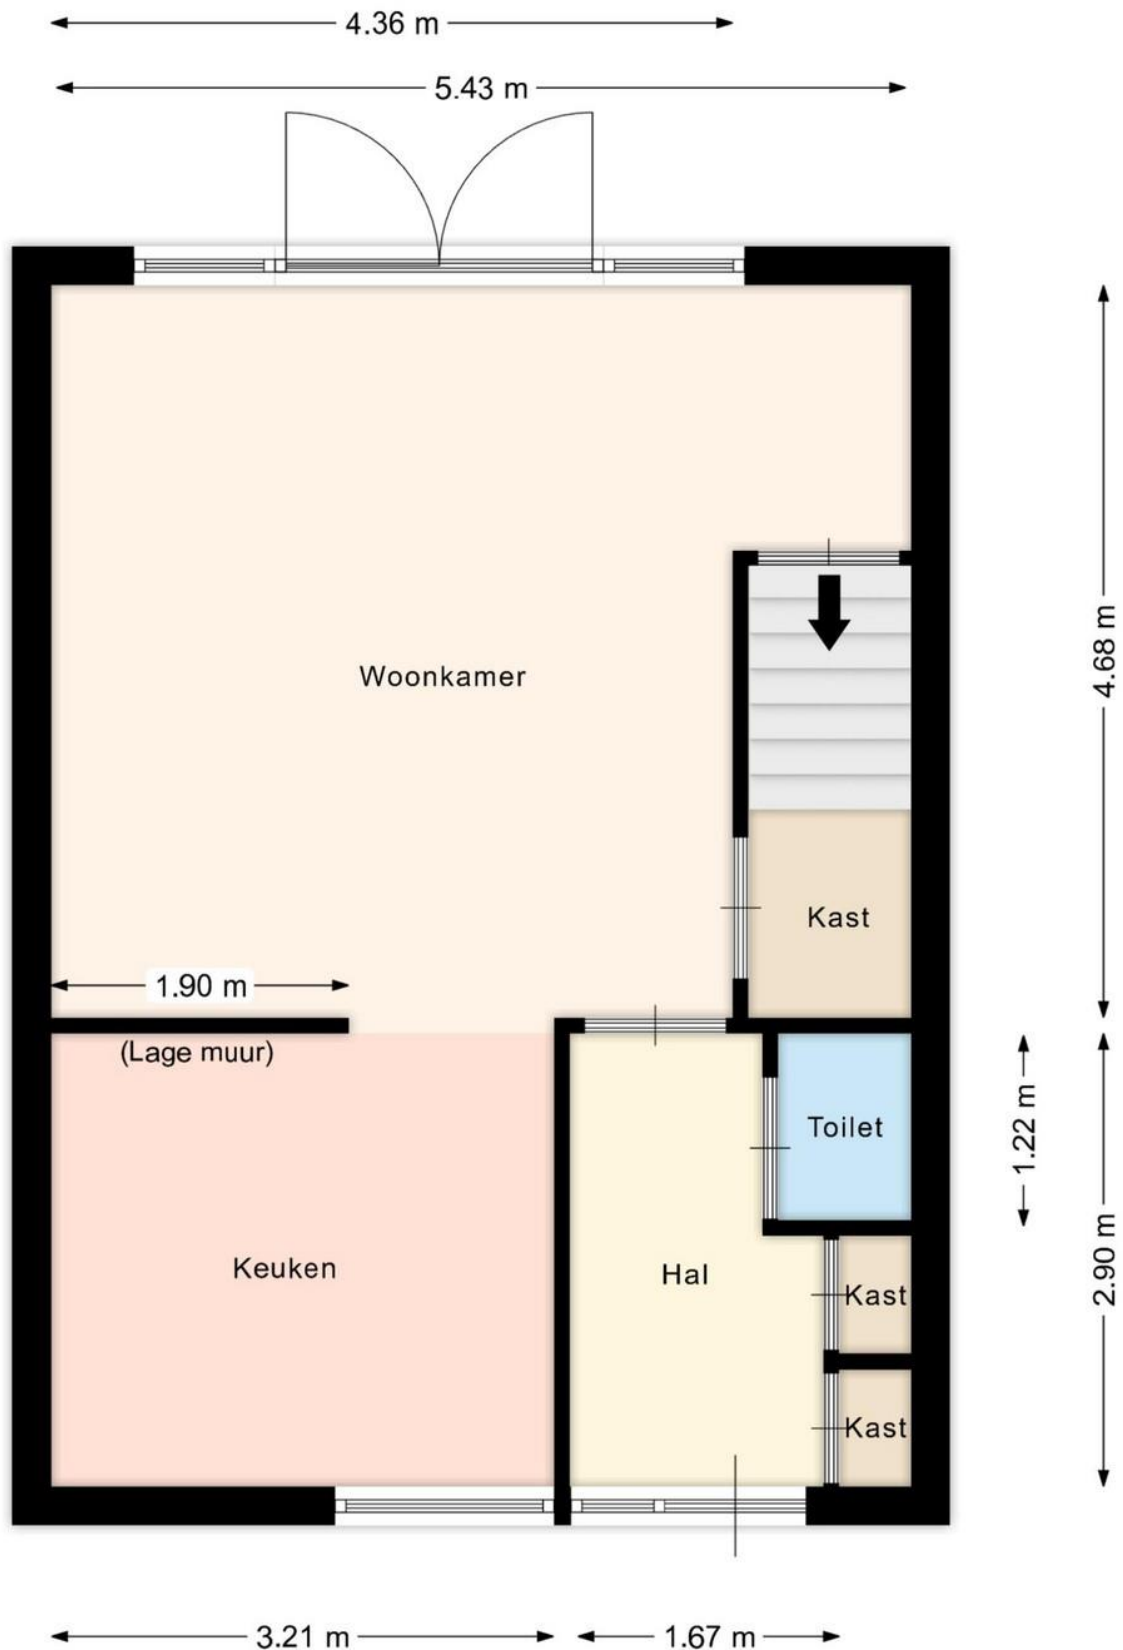 4.36 m
5.43 m
4.68 m
Woonkamer
Kast
1.90 m
(Lage muur)
Toilet
1.22 m
2.90 m
Keuken
Hal
Kast
Kast
3.21 m
1.67 m